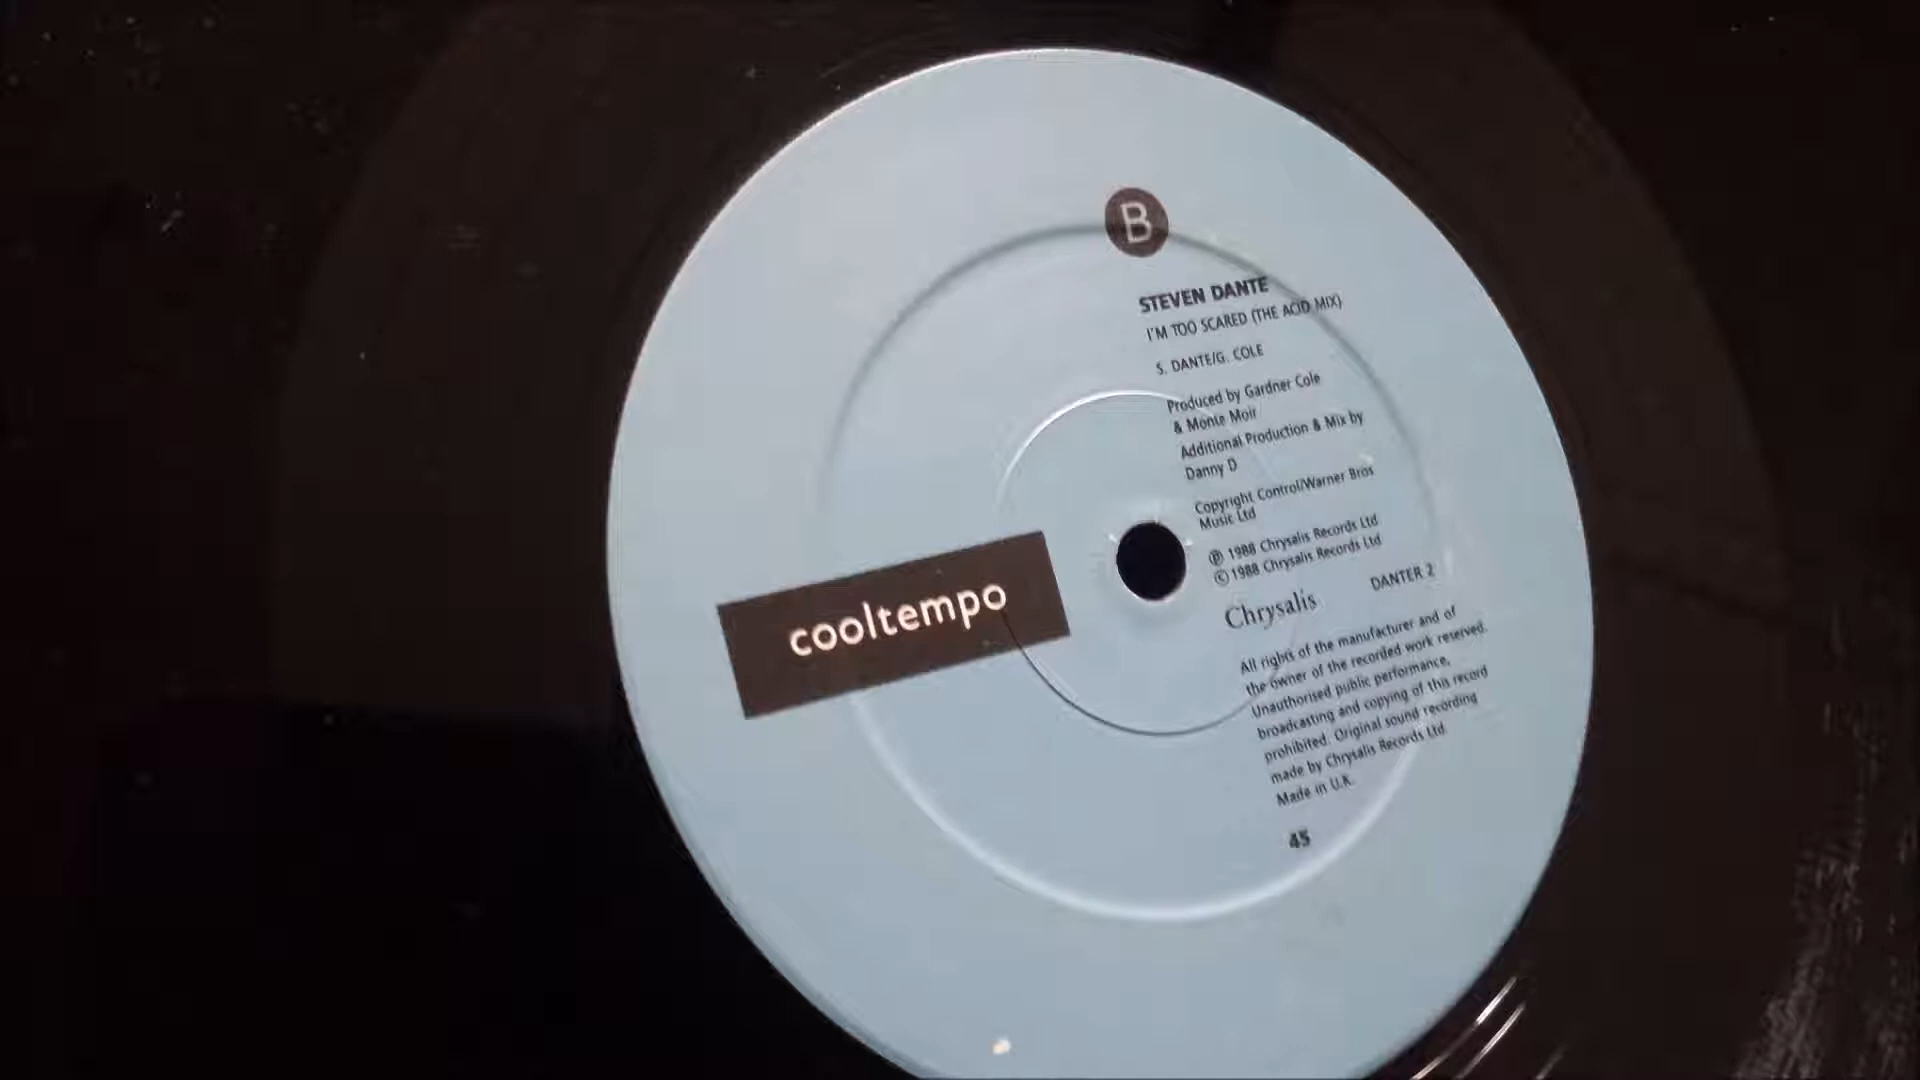 B
STEVEN DANTE
I'M TOO SCARED (THE ACID MIX)
S. DANTE/G. COLE
Produced by Gardner Cole
& Monte Moir
Additional Production & Mix by
Danny D
Copyright Control/Warner Bros
Music Ltd
Ⓟ 1988 Chrysalis Records Ltd
© 1988 Chrysalis Records Ltd
DANTER 2
Chrysalis
cooltempo
All rights of the manufacturer and of
the owner of the recorded work reserved.
Unauthorised public performance,
broadcasting and copying of this record
prohibited. Original sound recording
made by Chrysalis Records Ltd.
Made in U.K.
45